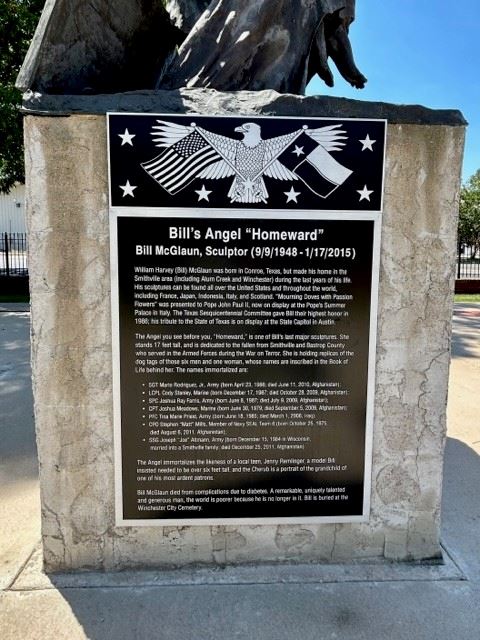 Bill's Angel "Homeward"
Bill McGlaun, Sculptor (9/9/1948 - 1/17/2015)
William Harvey (Bill) McGlaun was born in Conroe, Texas, but made his home in the
Smithville area (including Alum Creek and Winchester) during the last years of his life.
His sculptures can be found all over the United States and throughout the world,
including France, Japan, Indonesia, Italy, and Scotland. "Mourning Doves with Passion
Flowers" was presented to Pope John Paul II, now on display at the Pope's Summer
Palace in Italy. The Texas Sesquicentennial Committee gave Bill their highest honor in
1986; his tribute to the State of Texas is on display at the State Capitol in Austin.
The Angel you see before you, "Homeward," is one of Bill's last major sculptures. She
stands 17 feet tall, and is dedicated to the fallen from Smithville and Bastrop County
who served in the Armed Forces during the War on Terror. She is holding replicas of the
dog tags of those six men and one woman, whose names are inscribed in the Book of
Life behind her. The names immortalized are:
• SGT Mario Rodriguez, Jr., Army (born April 23, 1986; died June 11, 2010, Afghanistan);
• LCPL Cody Stanley, Marine (born December 17, 1987; died October 28, 2009, Afghanistan);
• SPC Joshua Ray Farris, Army (born June 8, 1987; died July 9, 2009, Afghanistan);
• CPT Joshua Meadows, Marine (born June 30, 1979; died September 5, 2009, Afghanistan);
• PFC Tina Marie Priest, Army (born June 18, 1985, died March 1, 2006, Iraq);
• CPO Stephen "Matt" Mills, Member of Navy SEAL Team 6 (born October 25, 1975,
died August 6, 2011, Afghanistan);
• SSG Joseph "Joe" Altmann, Army (born December 15, 1984 in Wisconsin,
married into a Smithville family; died December 25, 2011, Afghanistan)
The Angel immortalizes the likeness of a local teen, Jenny Remlinger, a model Bill
insisted needed to be over six feet tall, and the Cherub is a portrait of the grandchild of
one of his most ardent patrons.
Bill McGlaun died from complications due to diabetes. A remarkable, uniquely talented
and generous man, the world is poorer because he is no longer in it. Bill is buried at the
Winchester City Cemetery.